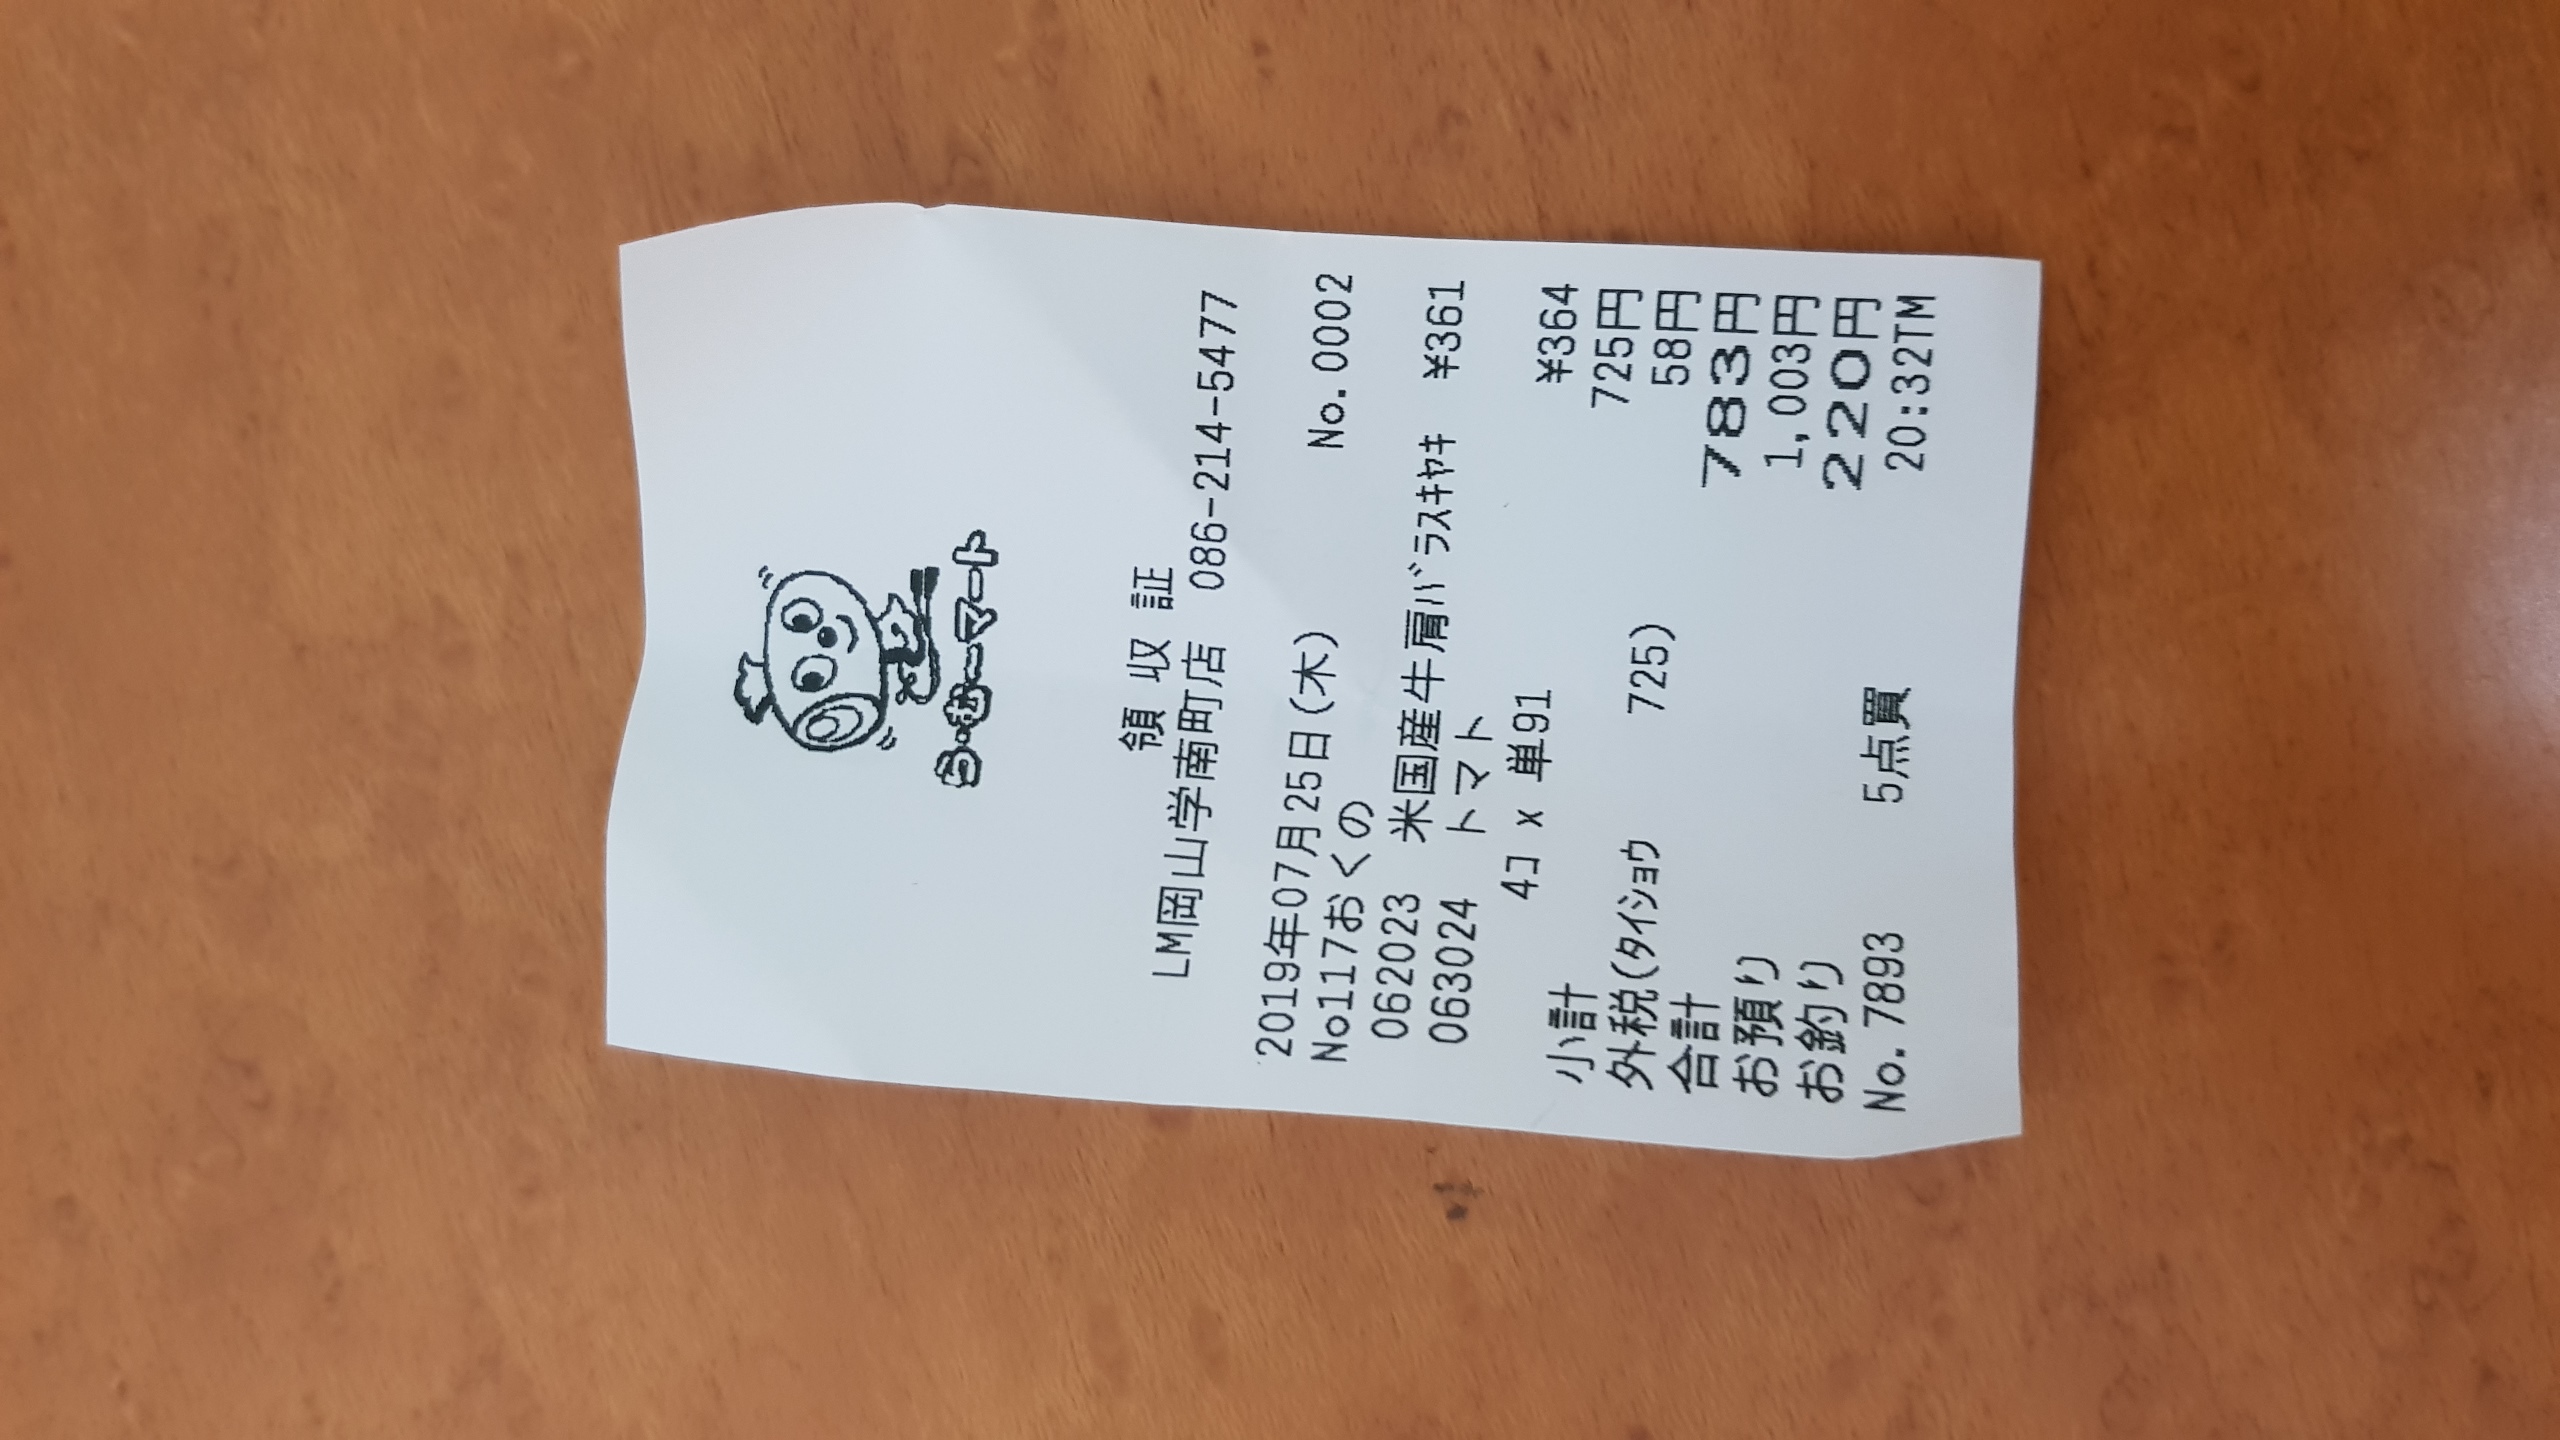 ら・む〜マート
領 収 証
LM岡山学南町店 086-214-5477
2019年07月25日(木) No.0002
No117おくの
062023 米国産牛肩ﾊﾞﾗｽｷﾔｷ ¥361
063024 トマト
4ｺ x 単91 ¥364
小計 725円
外税(ﾀｲｼｮｳ 725) 58円
合計 783円
お預り 1,003円
お釣り 220円
No.7893 5点買 20:32TM